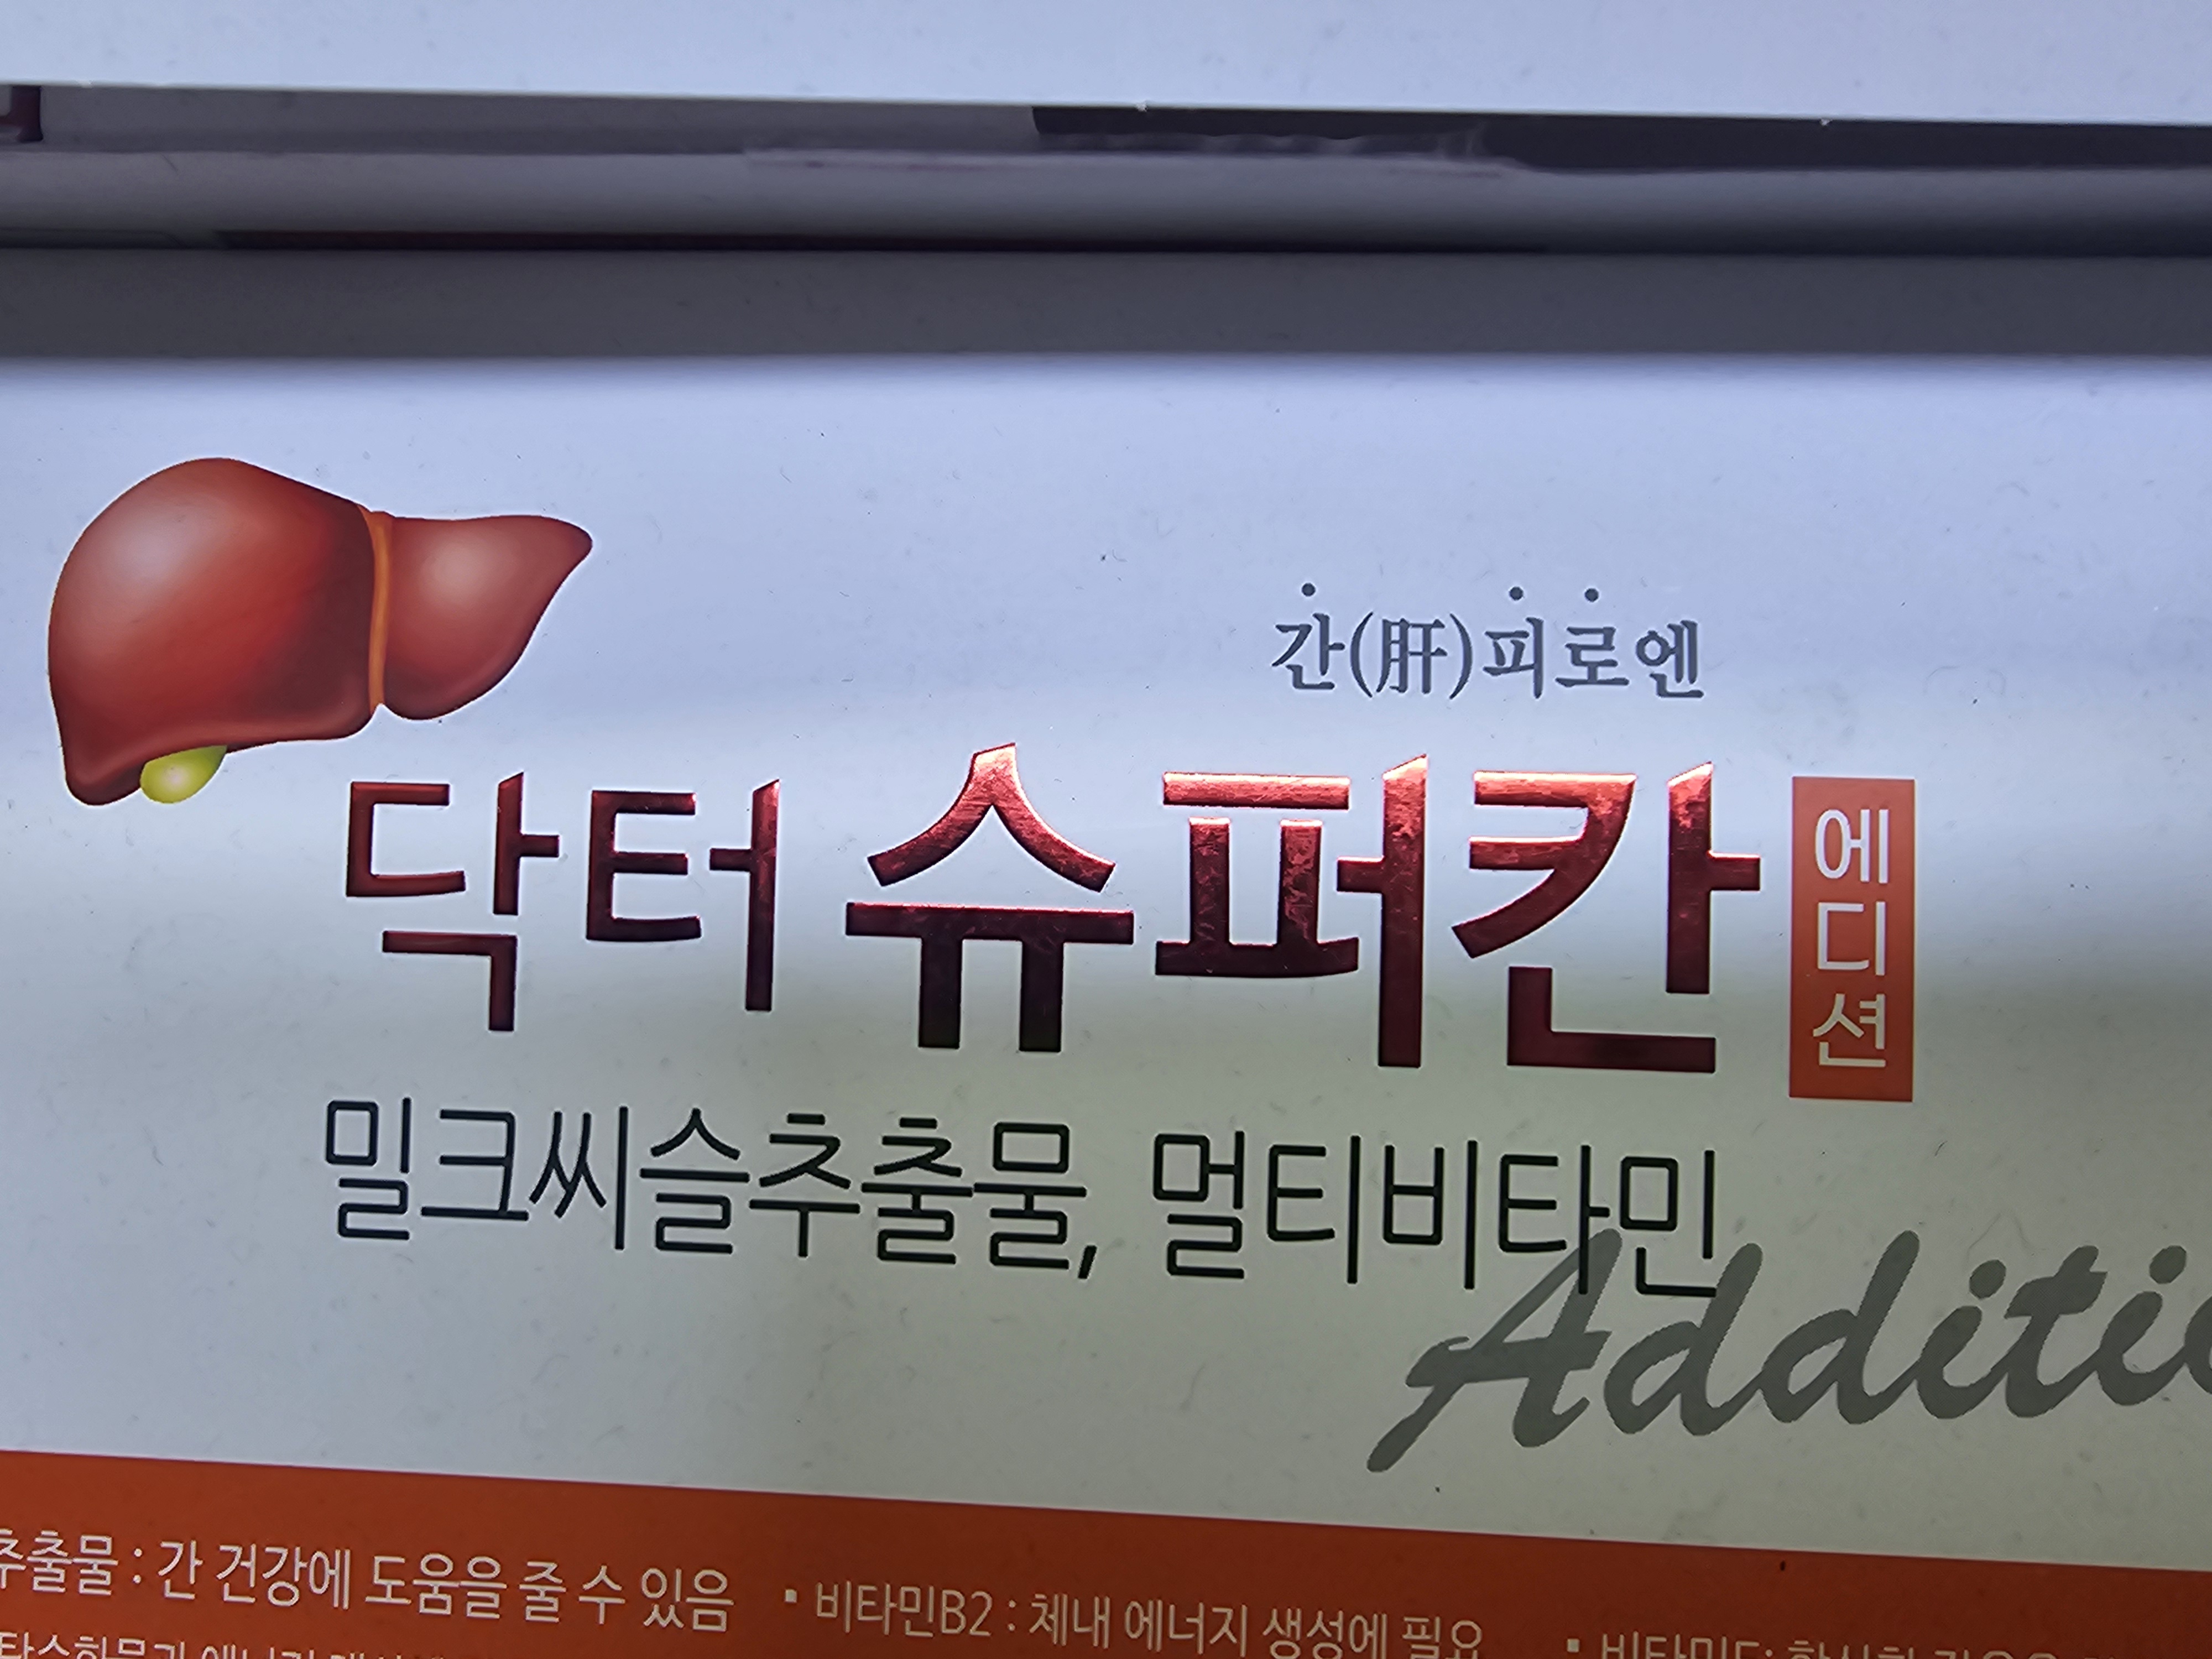 간(肝)피로엔
닥터 슈퍼칸 에디션
밀크씨슬추출물, 멀티비타민
추출물 : 간 건강에 도움을 줄 수 있음 ▪ 비타민B2 : 체내 에너지 생성에 필요 ▪